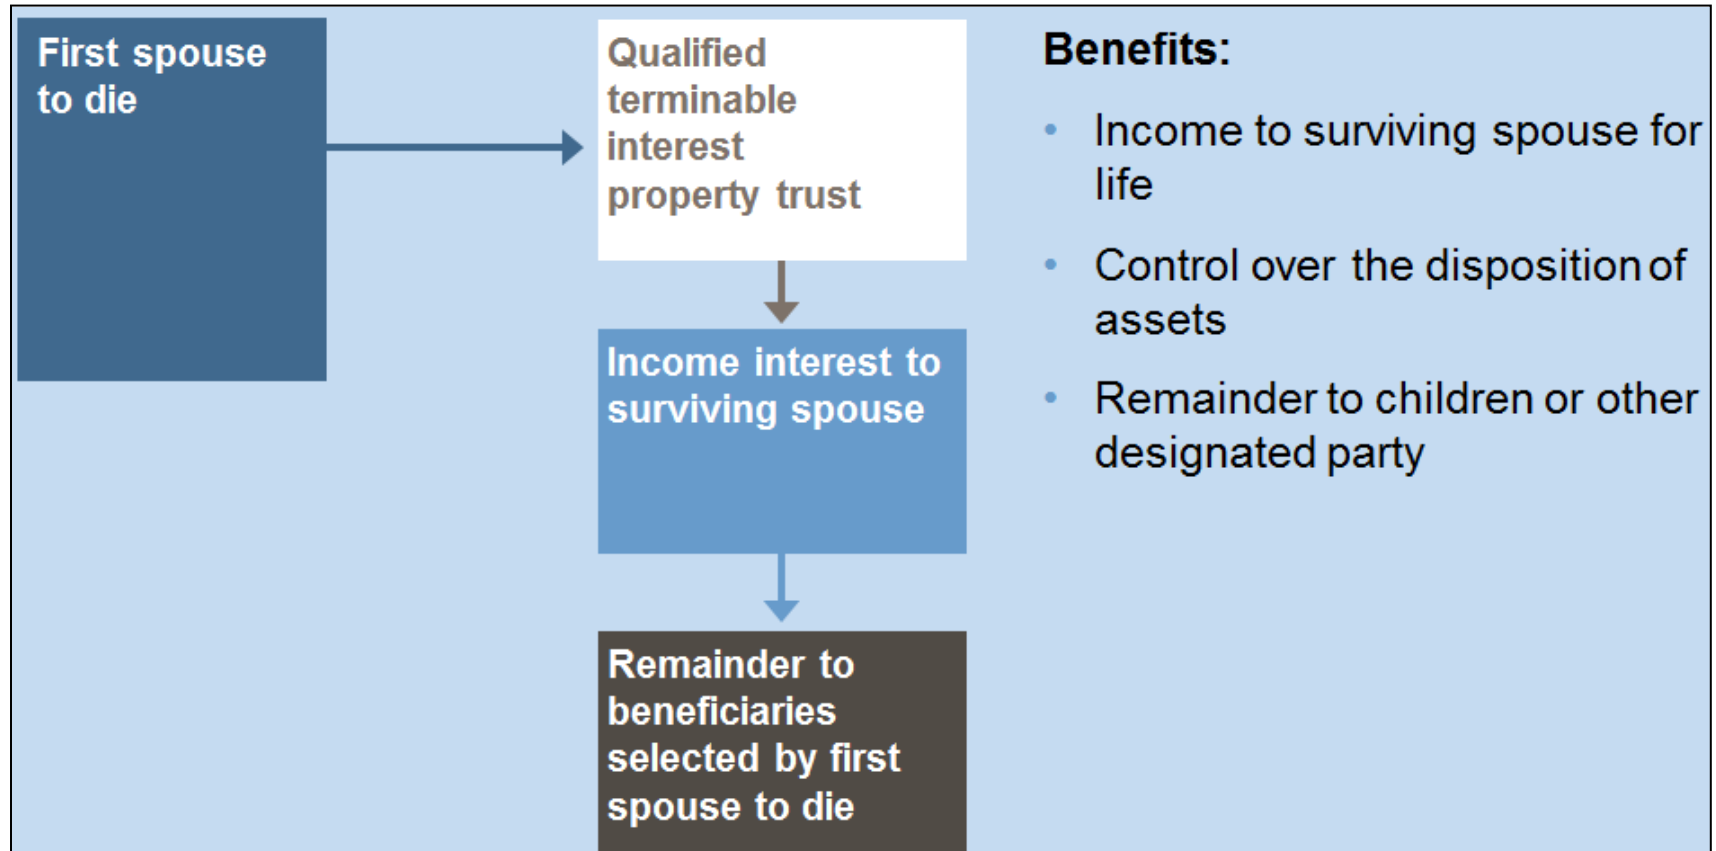 First spouse
to die
Qualified
terminable
interest
property trust
Income interest to
surviving spouse
Remainder to
beneficiaries
selected by first
spouse to die
Benefits:
• Income to surviving spouse for
life
• Control over the disposition of
assets
• Remainder to children or other
designated party